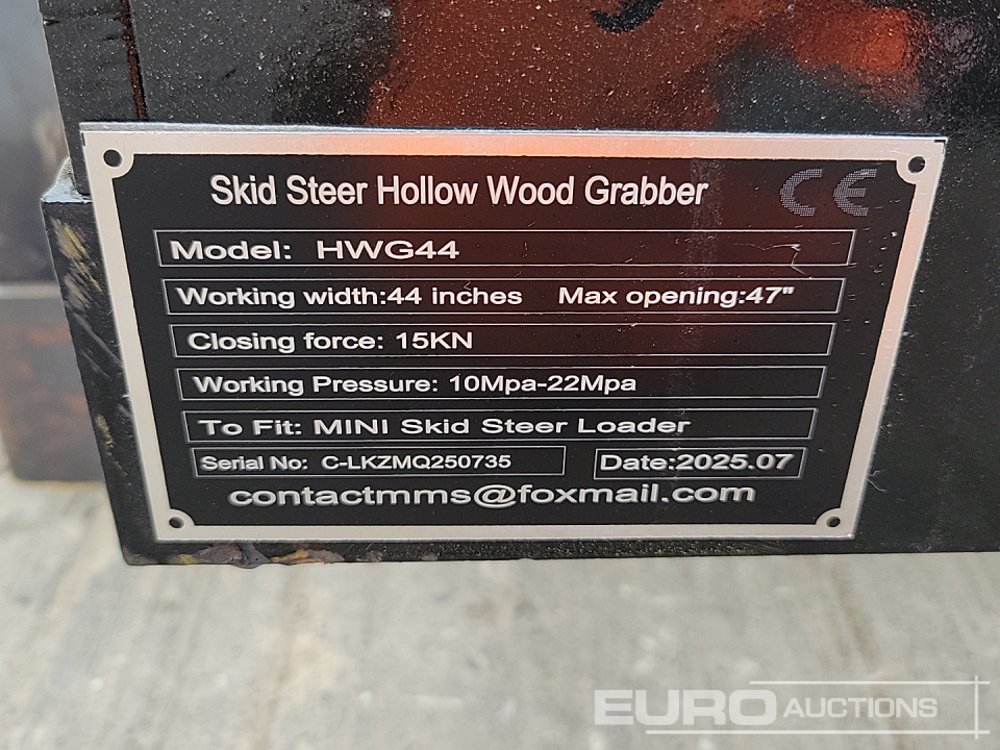 Skid Steer Hollow Wood Grabber CE
Model: HWG44
Working width:44 inches Max opening:47"
Closing force: 15KN
Working Pressure: 10Mpa-22Mpa
To Fit: MINI Skid Steer Loader
Serial No: C-LKZMQ250735 Date:2025.07
contactmms@foxmail.com
EURO AUCTIONS